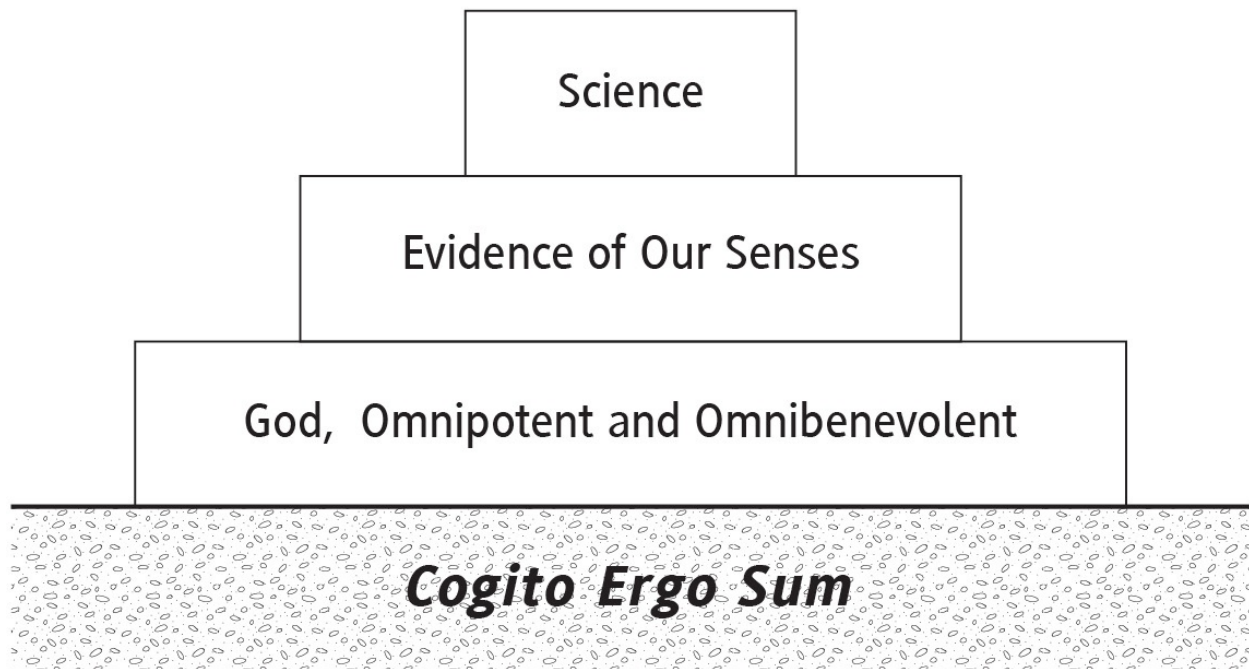 Science
Evidence of Our Senses
God, Omnipotent and Omnibenevolent
Cogito Ergo Sum